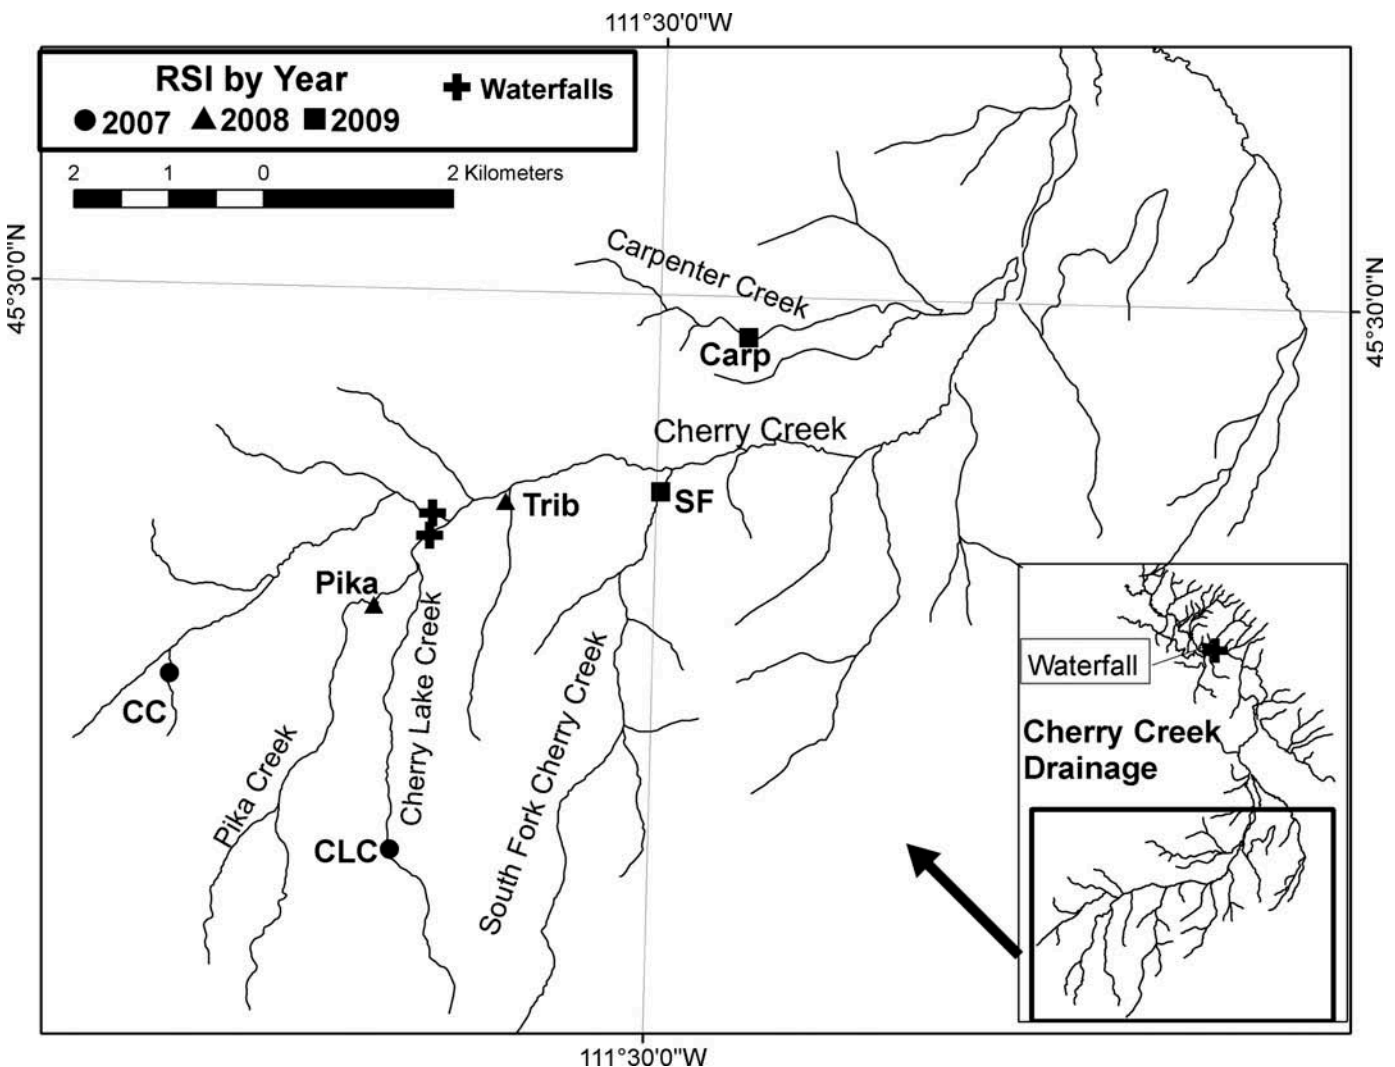 111°30'0"W
RSI by Year
Waterfalls
2007 2008 2009
2 1 0 2 Kilometers
45°30'0"N
45°30'0"N
Carpenter Creek
Carp
Cherry Creek
Trib
SF
Pika
CC
Cherry Lake Creek
South Fork Cherry Creek
Pika Creek
CLC
Waterfall
Cherry Creek
Drainage
111°30'0"W